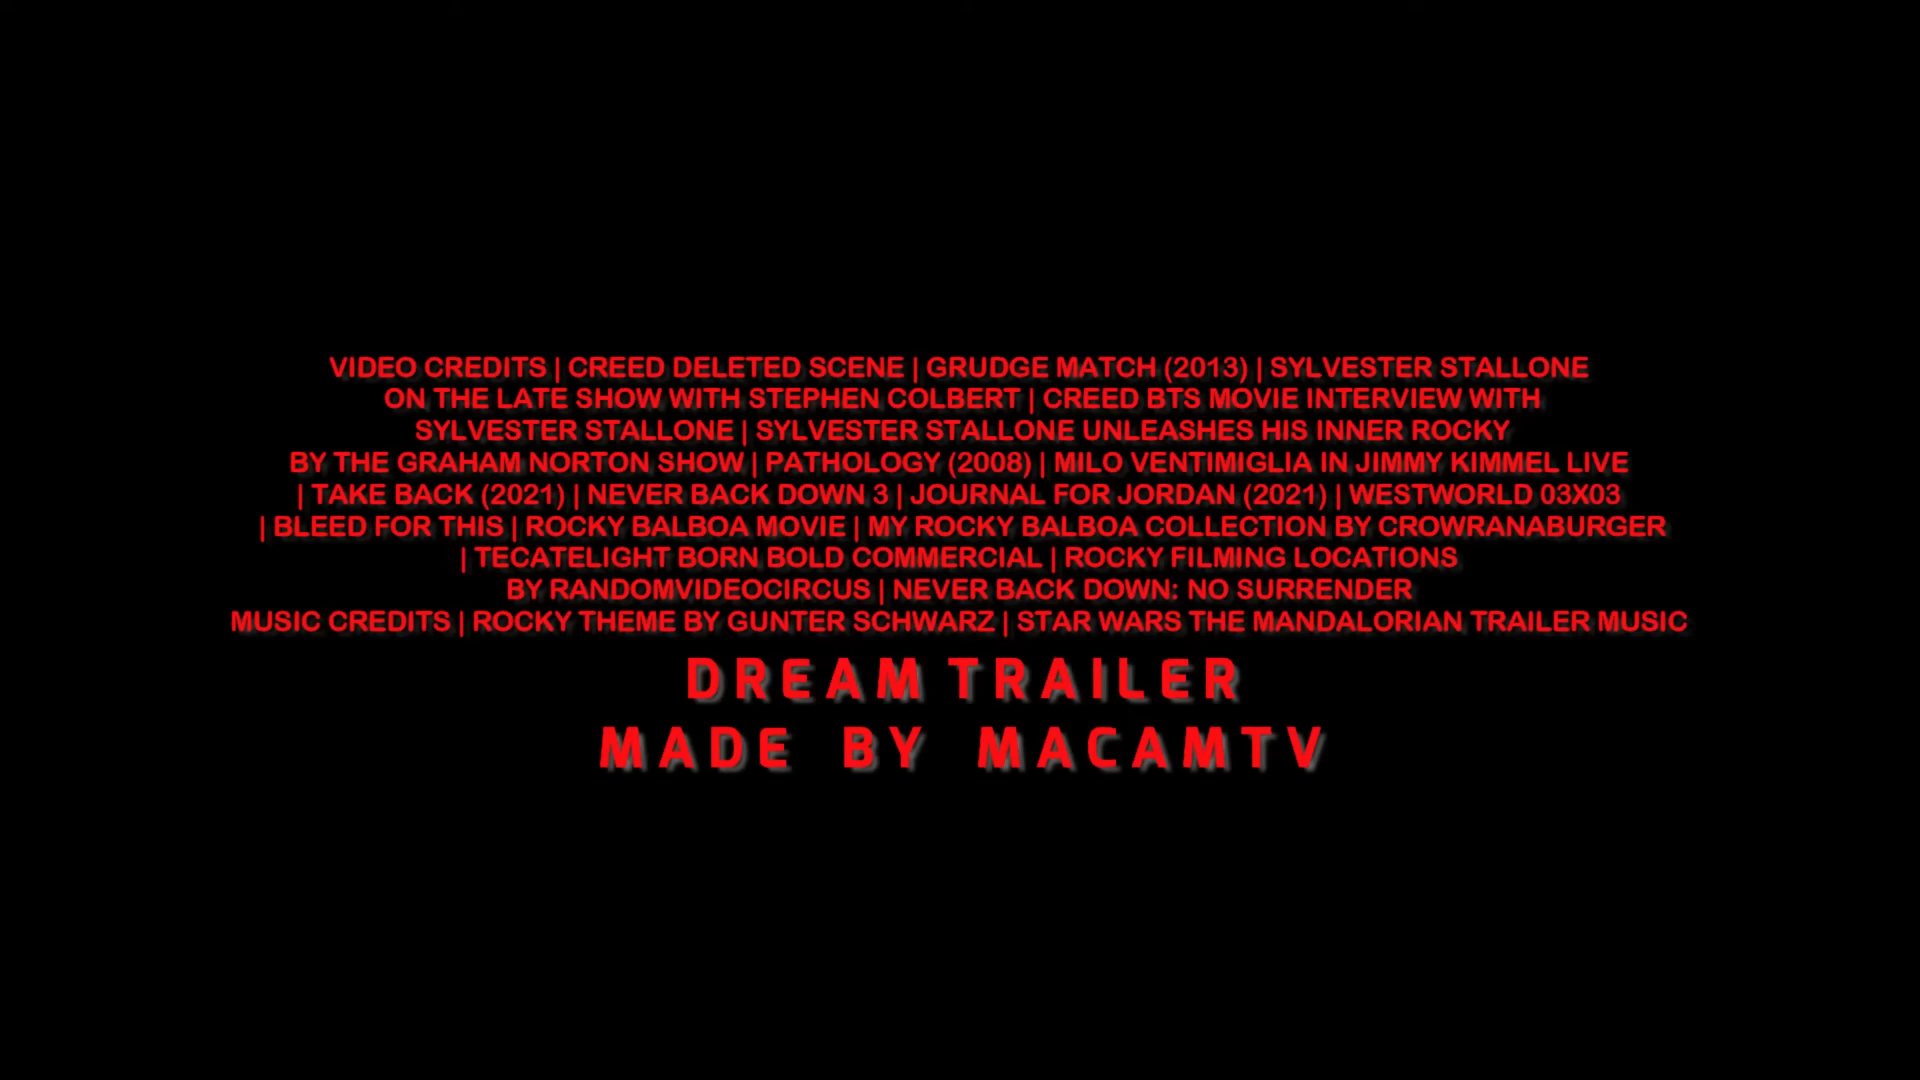 VIDEO CREDITS | CREED DELETED SCENE | GRUDGE MATCH (2013) | SYLVESTER STALLONE
ON THE LATE SHOW WITH STEPHEN COLBERT | CREED BTS MOVIE INTERVIEW WITH
SYLVESTER STALLONE | SYLVESTER STALLONE UNLEASHES HIS INNER ROCKY
BY THE GRAHAM NORTON SHOW | PATHOLOGY (2008) | MILO VENTIMIGLIA IN JIMMY KIMMEL LIVE
| TAKE BACK (2021) | NEVER BACK DOWN 3 | JOURNAL FOR JORDAN (2021) | WESTWORLD 03X03
| BLEED FOR THIS | ROCKY BALBOA MOVIE | MY ROCKY BALBOA COLLECTION BY CROWRANABURGER
| TECATELIGHT BORN BOLD COMMERCIAL | ROCKY FILMING LOCATIONS
BY RANDOMVIDEOCIRCUS | NEVER BACK DOWN: NO SURRENDER
MUSIC CREDITS | ROCKY THEME BY GUNTER SCHWARZ | STAR WARS THE MANDALORIAN TRAILER MUSIC
DREAM TRAILER
MADE BY MACAMTV